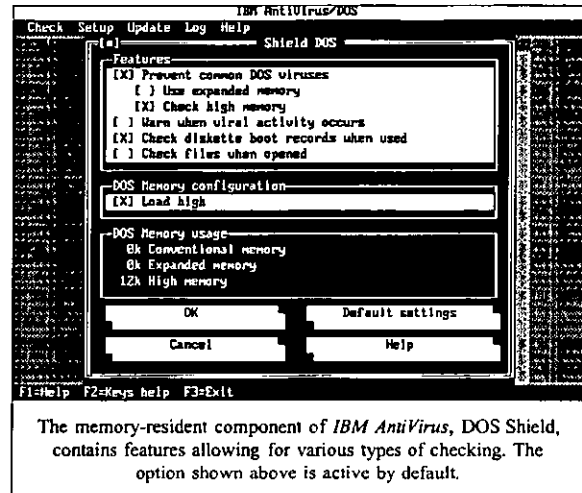 IBM AntiVirus/DOS
Check Setup Update Log Help
[■] Shield DOS
Features
[X] Prevent common DOS viruses
[ ] Use expanded memory
[X] Check high memory
[ ] Warn when viral activity occurs
[X] Check diskette boot records when used
[ ] Check files when opened
DOS Memory configuration
[X] Load high
DOS Memory usage
0k Conventional memory
0k Expanded memory
12k High memory
OK Default settings
Cancel Help
F1=Help F2=Keys help F3=Exit
The memory-resident component of IBM AntiVirus, DOS Shield,
contains features allowing for various types of checking. The
option shown above is active by default.